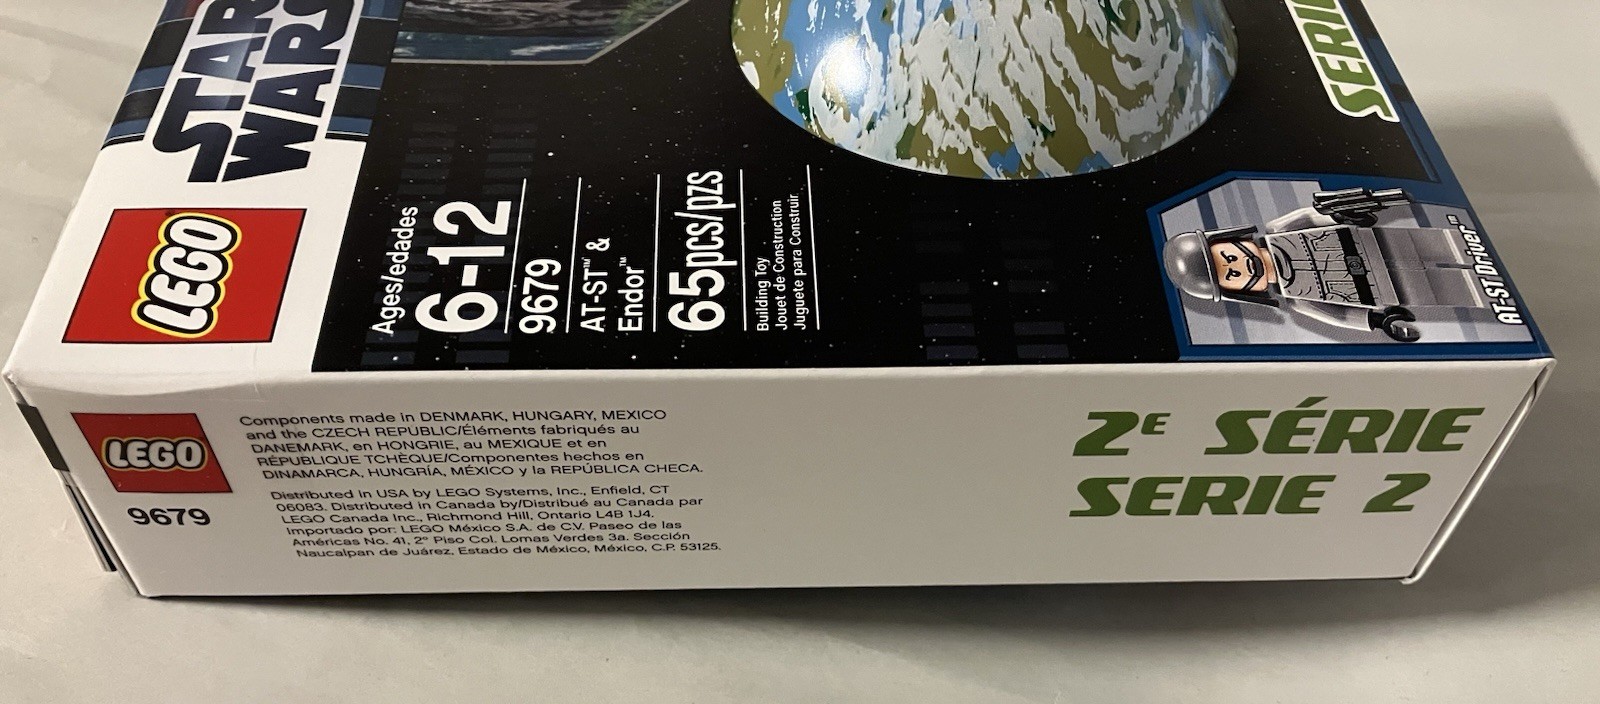 STAR
WARS
LEGO
Ages/edades
6-12
9679
AT-ST™ &
Endor™
65pcs/pzs
Building Toy
Jouet de Construction
Juguete para Construir
AT-ST Driver™
LEGO
9679
Components made in DENMARK, HUNGARY, MEXICO
and the CZECH REPUBLIC/Éléments fabriqués au
DANEMARK, en HONGRIE, au MEXIQUE et en
RÉPUBLIQUE TCHÈQUE/Componentes hechos en
DINAMARCA, HUNGRÍA, MÉXICO y la REPÚBLICA CHECA.
Distributed in USA by LEGO Systems, Inc., Enfield, CT
06083. Distributed in Canada by/Distribué au Canada par
LEGO Canada Inc., Richmond Hill, Ontario L4B 1J4.
Importado por: LEGO México S.A. de C.V. Paseo de las
Américas No. 41, 2° Piso Col. Lomas Verdes 3a. Sección
Naucalpan de Juárez, Estado de México, México, C.P. 53125.
2E SÉRIE
SERIE 2